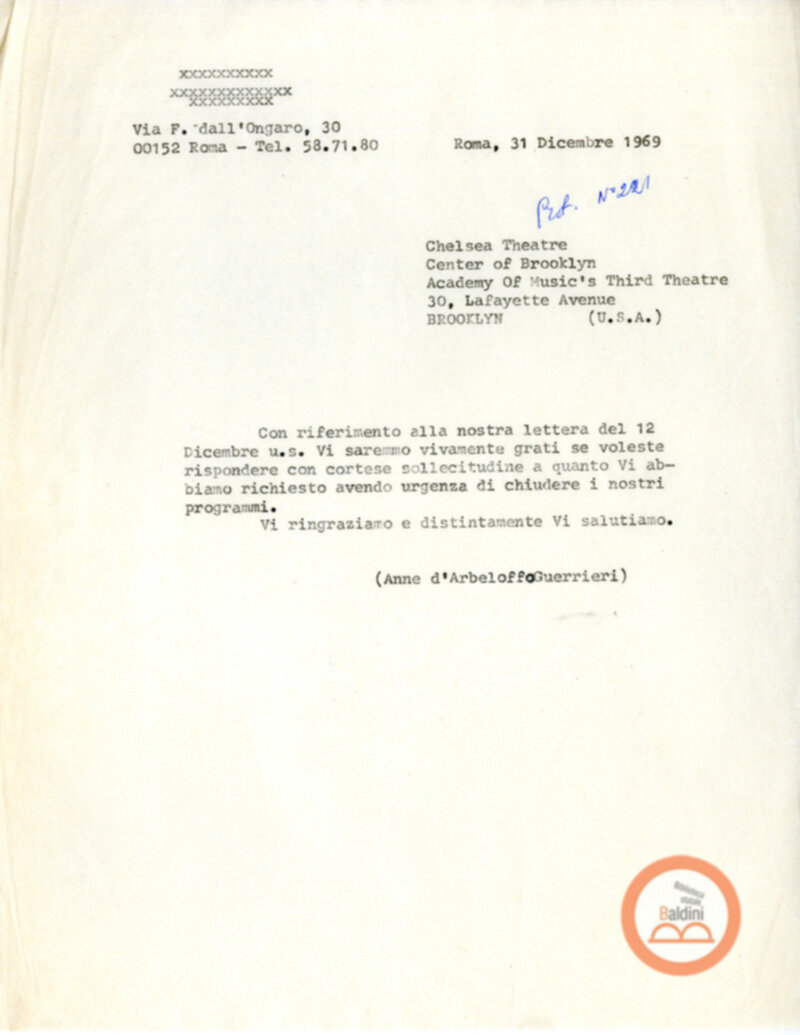 xxxxxxxxxx
xxxxxxxxxxxxx
xxxxxxxxx
Via F. dall'Ongaro, 30
00152 Roma - Tel. 58.71.80
Roma, 31 Dicembre 1969
Prot. N° 221
Chelsea Theatre
Center of Brooklyn
Academy Of Music's Third Theatre
30, Lafayette Avenue
BROOKLYN (U.S.A.)
Con riferimento alla nostra lettera del 12
Dicembre u.s. Vi saremmo vivamente grati se voleste
rispondere con cortese sollecitudine a quanto Vi ab-
biamo richiesto avendo urgenza di chiudere i nostri
programmi.
Vi ringraziamo e distintamente Vi salutiamo.
(Anne d'Arbeloff Guerrieri)
Biblioteca
statale
Baldini